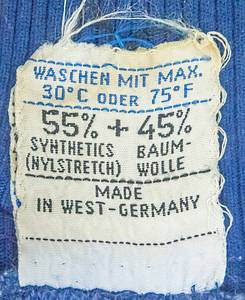 WASCHEN MIT MAX.
30°C ODER 75°F.
55% + 45%
SYNTHETICS BAUM-
(NYLSTRETCH) WOLLE
MADE
IN WEST-GERMANY